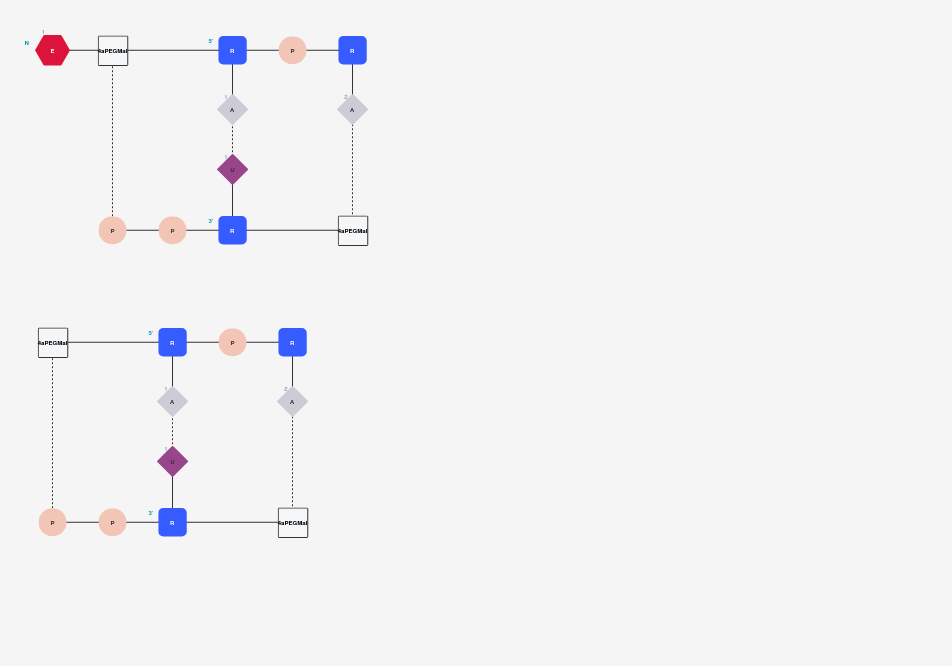 1
N E 4aPEGMal 5' R P R
1 A 2 A
1 U
P P 3' R 4aPEGMal
4aPEGMal 5' R P R
1 A 2 A
1 U
P P 3' R 4aPEGMal